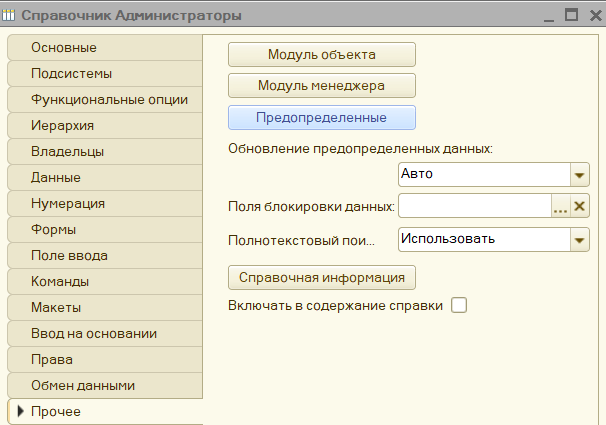 Справочник Администраторы
Основные
Подсистемы
Функциональные опции
Иерархия
Владельцы
Данные
Нумерация
Формы
Поле ввода
Команды
Макеты
Ввод на основании
Права
Обмен данными
Прочее
Модуль объекта
Модуль менеджера
Предопределенные
Обновление предопределенных данных:
Авто
Поля блокировки данных:
...
Полнотекстовый пои... Использовать
Справочная информация
Включать в содержание справки